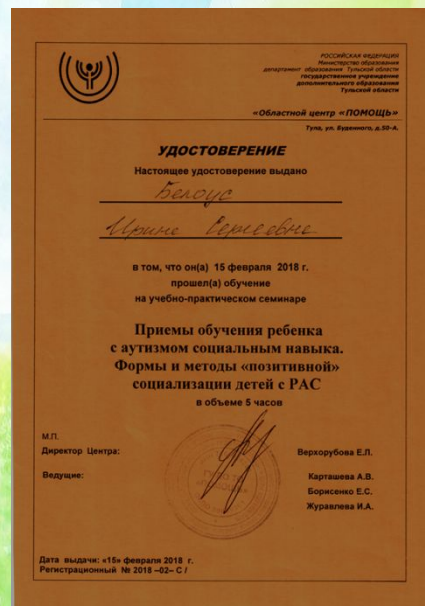 РОССИЙСКАЯ ФЕДЕРАЦИЯ
Министерство образования
департамент образования Тульской области
государственное учреждение
дополнительного образования
Тульской области
«Областной центр «ПОМОЩЬ»
Тула, ул. Буденного, д.50-А.
УДОСТОВЕРЕНИЕ
Настоящее удостоверение выдано
Белоус
Ирине Сергеевне
в том, что он(а) 15 февраля 2018 г.
прошел(а) обучение
на учебно-практическом семинаре
Приемы обучения ребенка
с аутизмом социальным навыка.
Формы и методы «позитивной»
социализации детей с РАС
в объеме 5 часов
М.П.
Директор Центра: Верхорубова Е.Л.
Ведущие: Карташева А.В.
Борисенко Е.С.
Журавлева И.А.
Дата выдачи: «15» февраля 2018 г.
Регистрационный № 2018 –02– С /